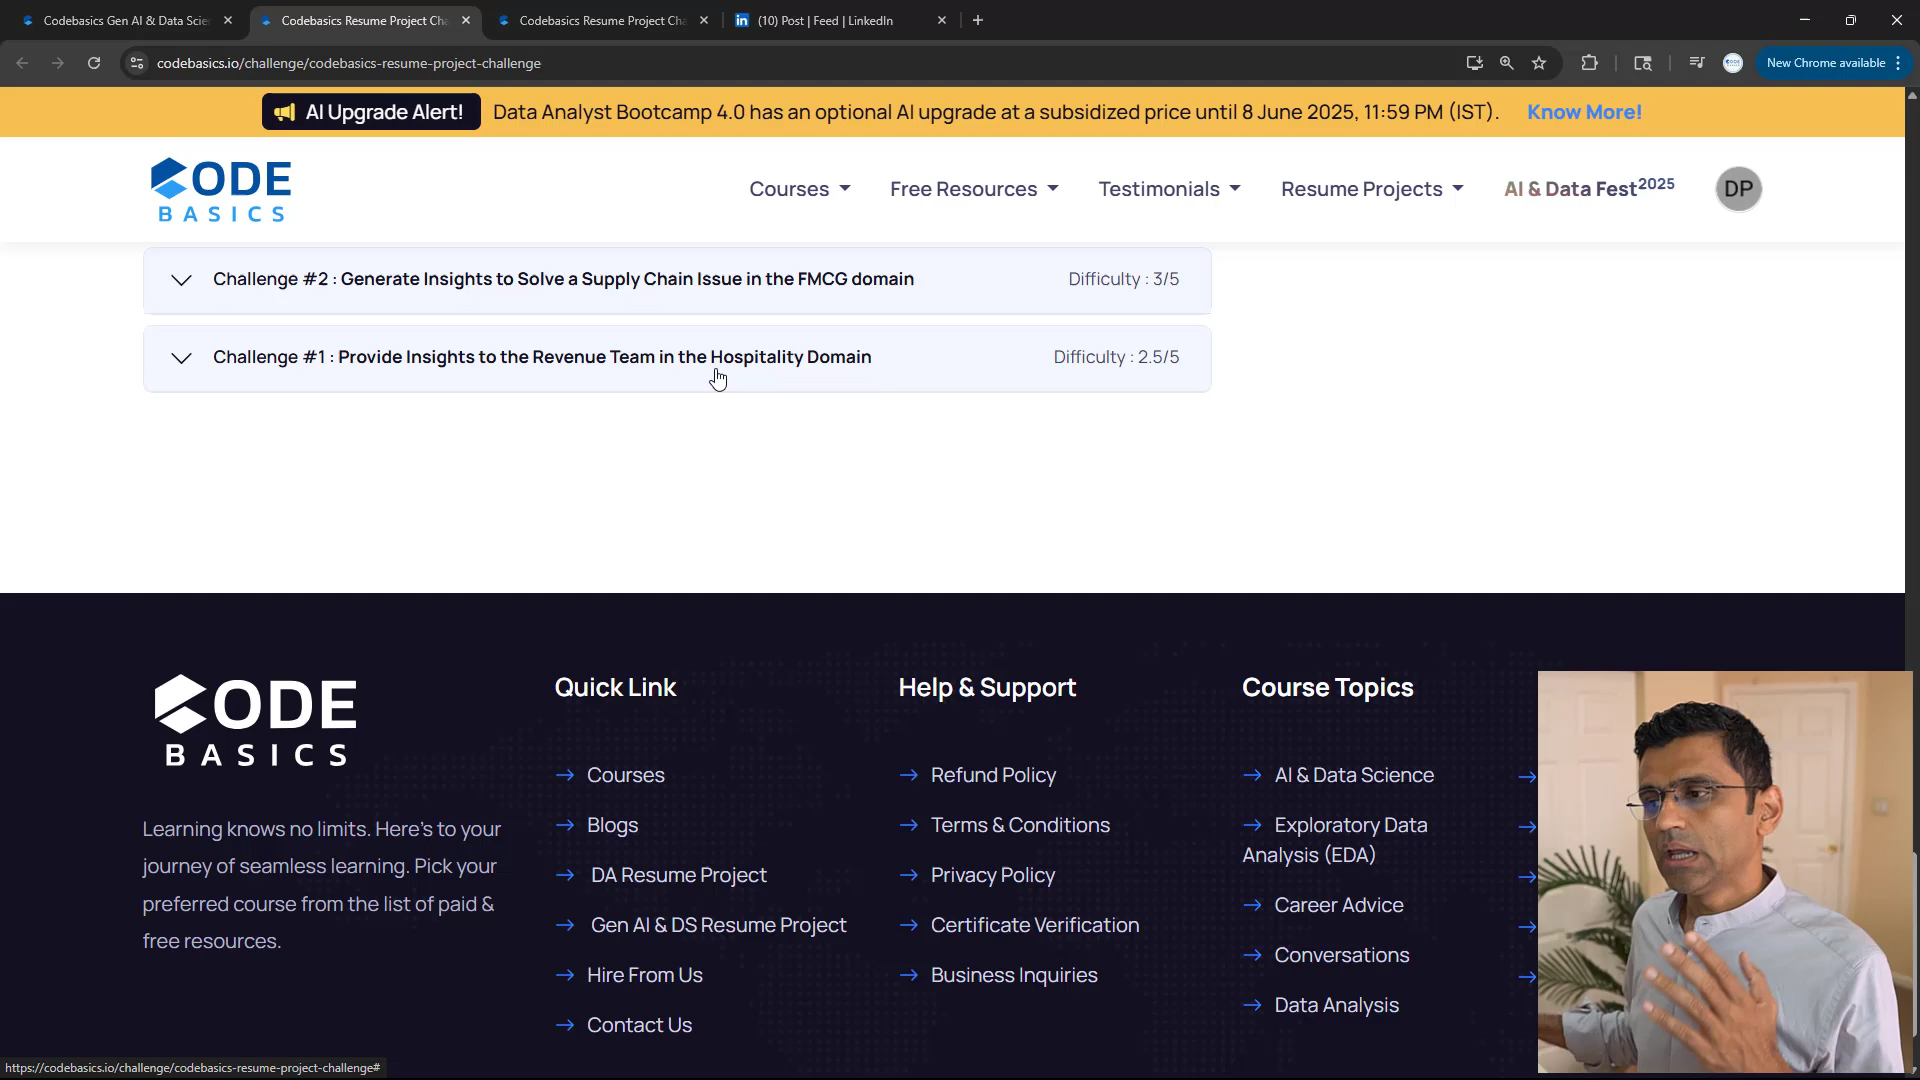 Codebasics Gen AI & Data Scie
Codebasics Resume Project Cha
Codebasics Resume Project Cha
(10) Post | Feed | LinkedIn
codebasics.io/challenge/codebasics-resume-project-challenge
New Chrome available
AI Upgrade Alert!
Data Analyst Bootcamp 4.0 has an optional AI upgrade at a subsidized price until 8 June 2025, 11:59 PM (IST).
Know More!
CODE
BASICS
Courses
Free Resources
Testimonials
Resume Projects
AI & Data Fest2025
DP
Challenge #2 : Generate Insights to Solve a Supply Chain Issue in the FMCG domain
Difficulty : 3/5
Challenge #1 : Provide Insights to the Revenue Team in the Hospitality Domain
Difficulty : 2.5/5
CODE
BASICS
Learning knows no limits. Here's to your
journey of seamless learning. Pick your
preferred course from the list of paid &
free resources.
Quick Link
Courses
Blogs
DA Resume Project
Gen AI & DS Resume Project
Hire From Us
Contact Us
Help & Support
Refund Policy
Terms & Conditions
Privacy Policy
Certificate Verification
Business Inquiries
Course Topics
AI & Data Science
Exploratory Data
Analysis (EDA)
Career Advice
Conversations
Data Analysis
https://codebasics.io/challenge/codebasics-resume-project-challenge#